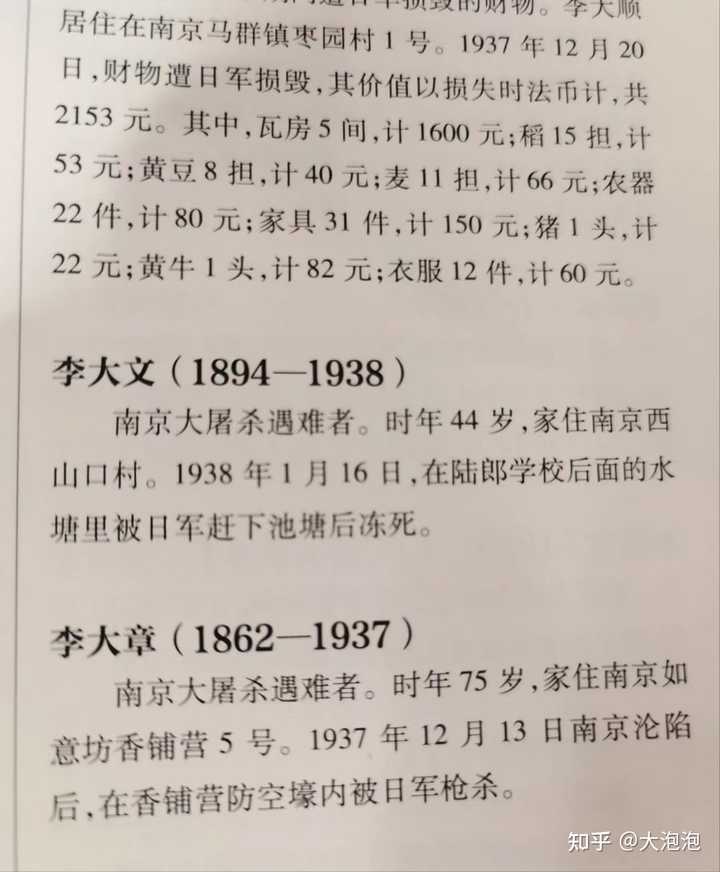 李大顺
居住在南京马群镇枣园村1号。1937年12月20
日,财物遭日军损毁,其价值以损失时法币计,共
2153元。其中,瓦房5间,计1600元;稻15担,计
53元;黄豆8担,计40元;麦11担,计66元;农器
22件,计80元;家具31件,计150元;猪1头,计
22元;黄牛1头,计82元;衣服12件,计60元。
李大文(1894—1938)
南京大屠杀遇难者。时年44岁,家住南京西
山口村。1938年1月16日,在陆郎学校后面的水
塘里被日军赶下池塘后冻死。
李大章(1862—1937)
南京大屠杀遇难者。时年75岁,家住南京如
意坊香铺营5号。1937年12月13日南京沦陷
后,在香铺营防空壕内被日军枪杀。
知乎 @大泡泡